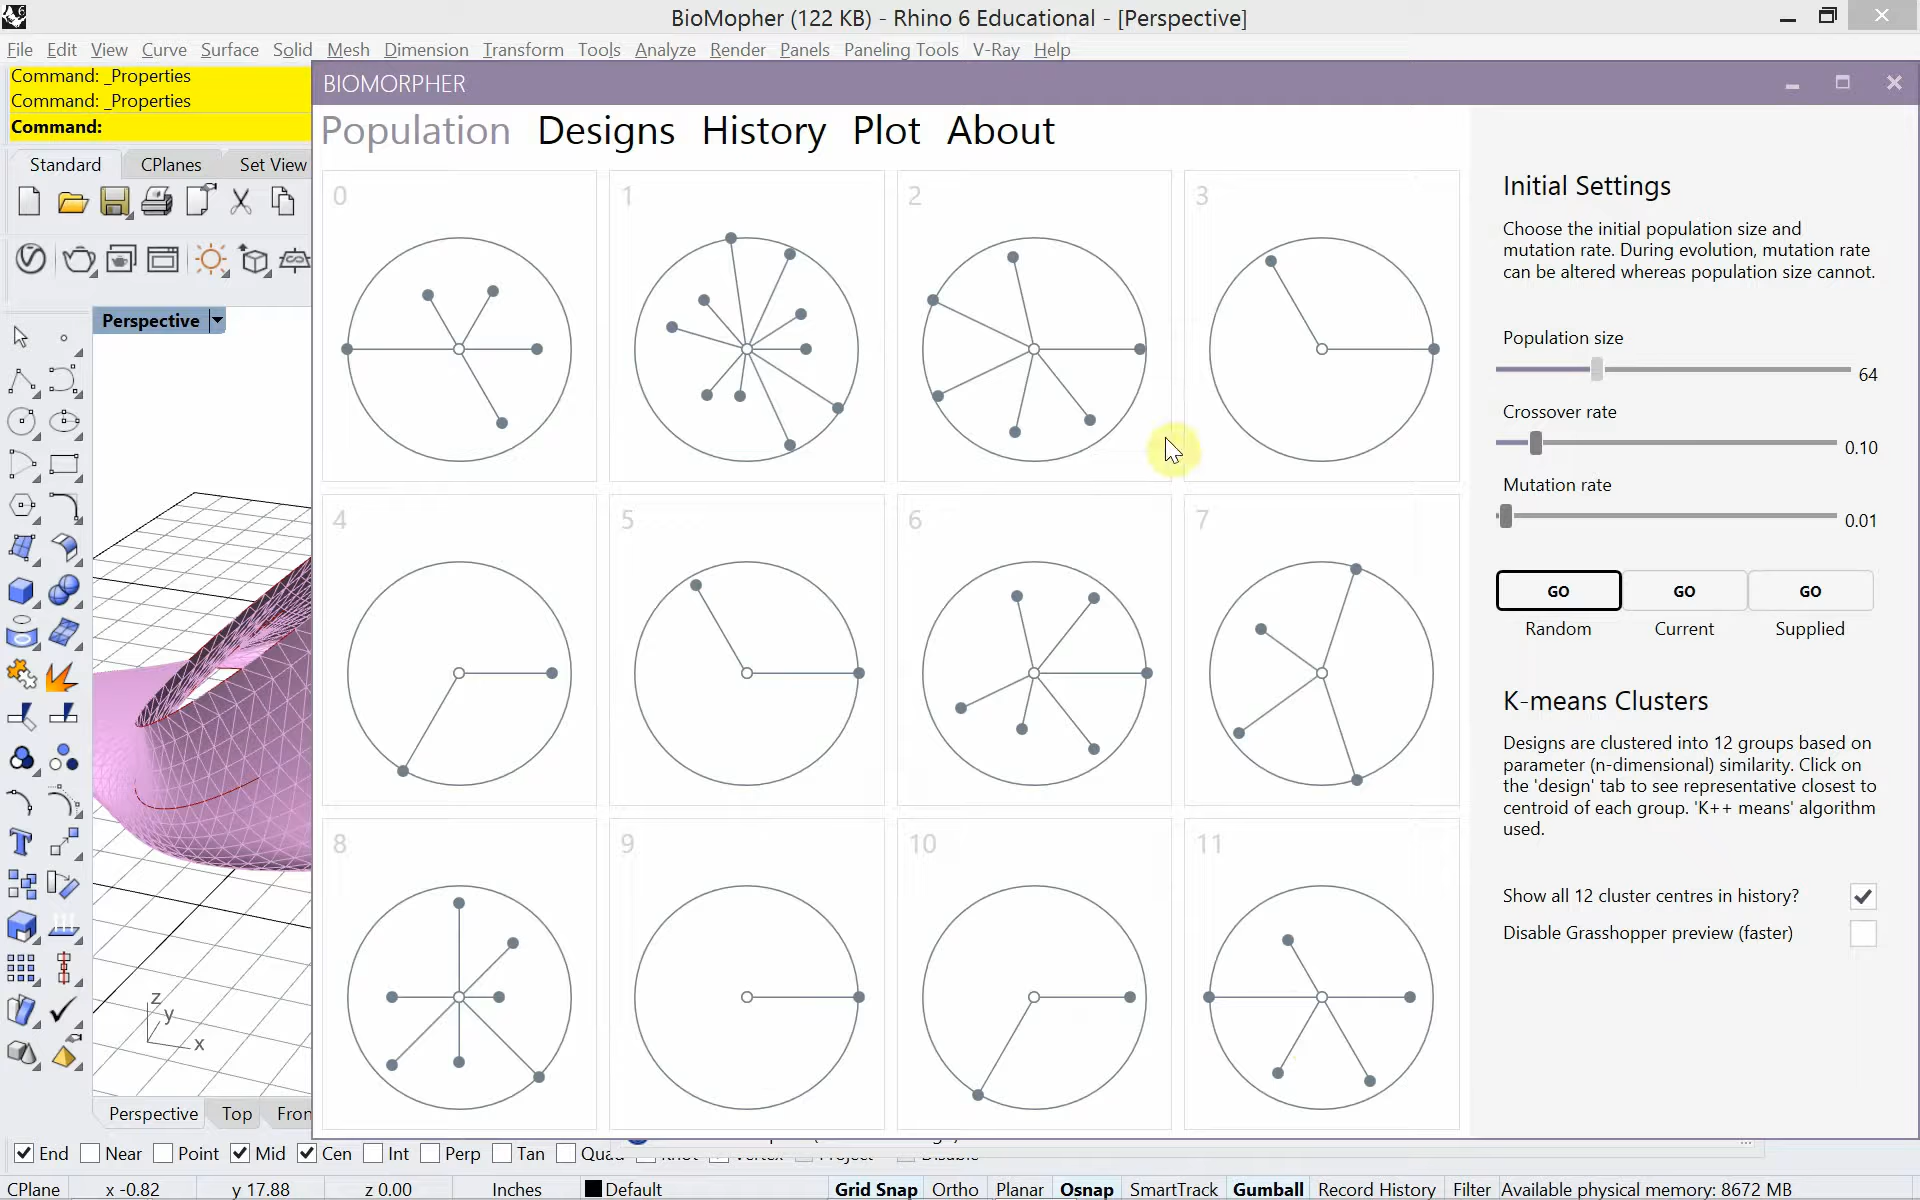 BioMopher (122 KB) - Rhino 6 Educational - [Perspective]
File Edit View Curve Surface Solid Mesh Dimension Transform Tools Analyze Render Panels Paneling Tools V-Ray Help
Command: _Properties
Command: _Properties
Command:
BIOMORPHER
Population Designs History Plot About
Standard CPlanes Set View
Perspective
0 1 2 3
4 5 6 7
8 9 10 11
Initial Settings
Choose the initial population size and
mutation rate. During evolution, mutation rate
can be altered whereas population size cannot.
Population size
64
Crossover rate
0.10
Mutation rate
0.01
GO GO GO
Random Current Supplied
K-means Clusters
Designs are clustered into 12 groups based on
parameter (n-dimensional) similarity. Click on
the 'design' tab to see representative closest to
centroid of each group. 'K++ means' algorithm
used.
Show all 12 cluster centres in history?
Disable Grasshopper preview (faster)
z
y
x
Perspective Top Fron
End Near Point Mid Cen Int Perp Tan Qua
CPlane x -0.82 y 17.88 z 0.00 Inches Default Grid Snap Ortho Planar Osnap SmartTrack Gumball Record History Filter Available physical memory: 8672 MB